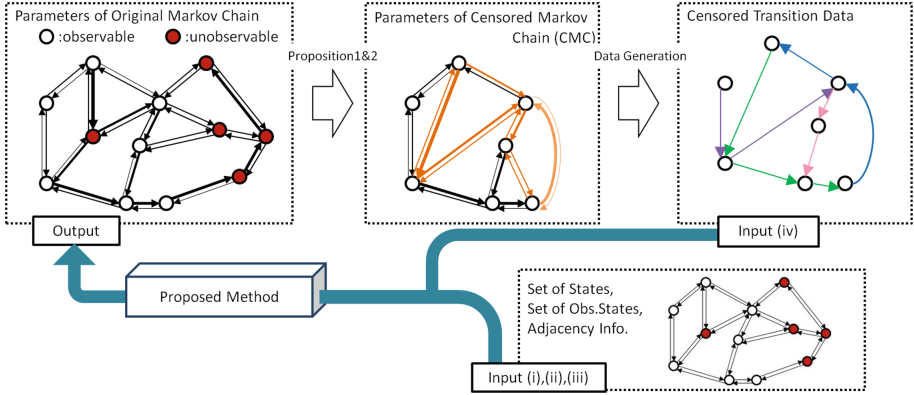 Parameters of Original Markov Chain
:observable :unobservable
Proposition1&2
Parameters of Censored Markov
Chain (CMC)
Data Generation
Censored Transition Data
Output
Input (iv)
Proposed Method
Set of States,
Set of Obs.States,
Adjacency Info.
Input (i),(ii),(iii)